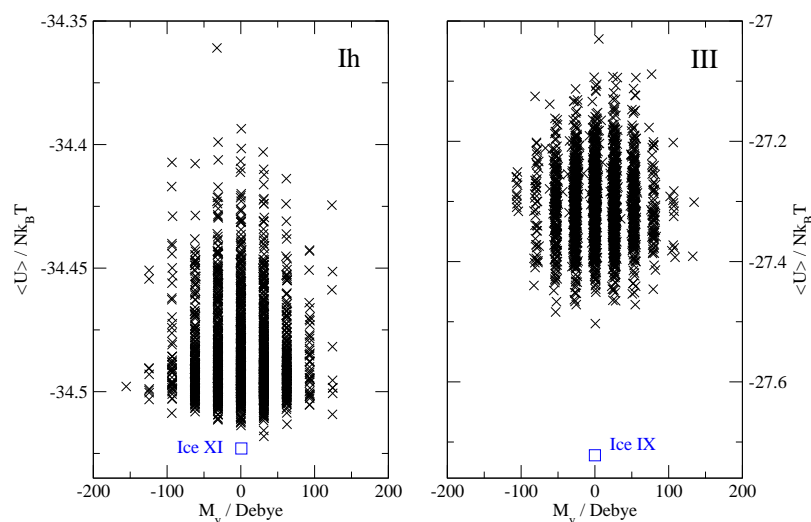 -34.35
-34.4
-34.45
-34.5
<U> / Nk_BT
Ih
Ice XI
-200
-100
0
100
200
M_y / Debye
III
Ice IX
-200
-100
0
100
200
M_y / Debye
-27
-27.2
-27.4
-27.6
<U> / Nk_BT